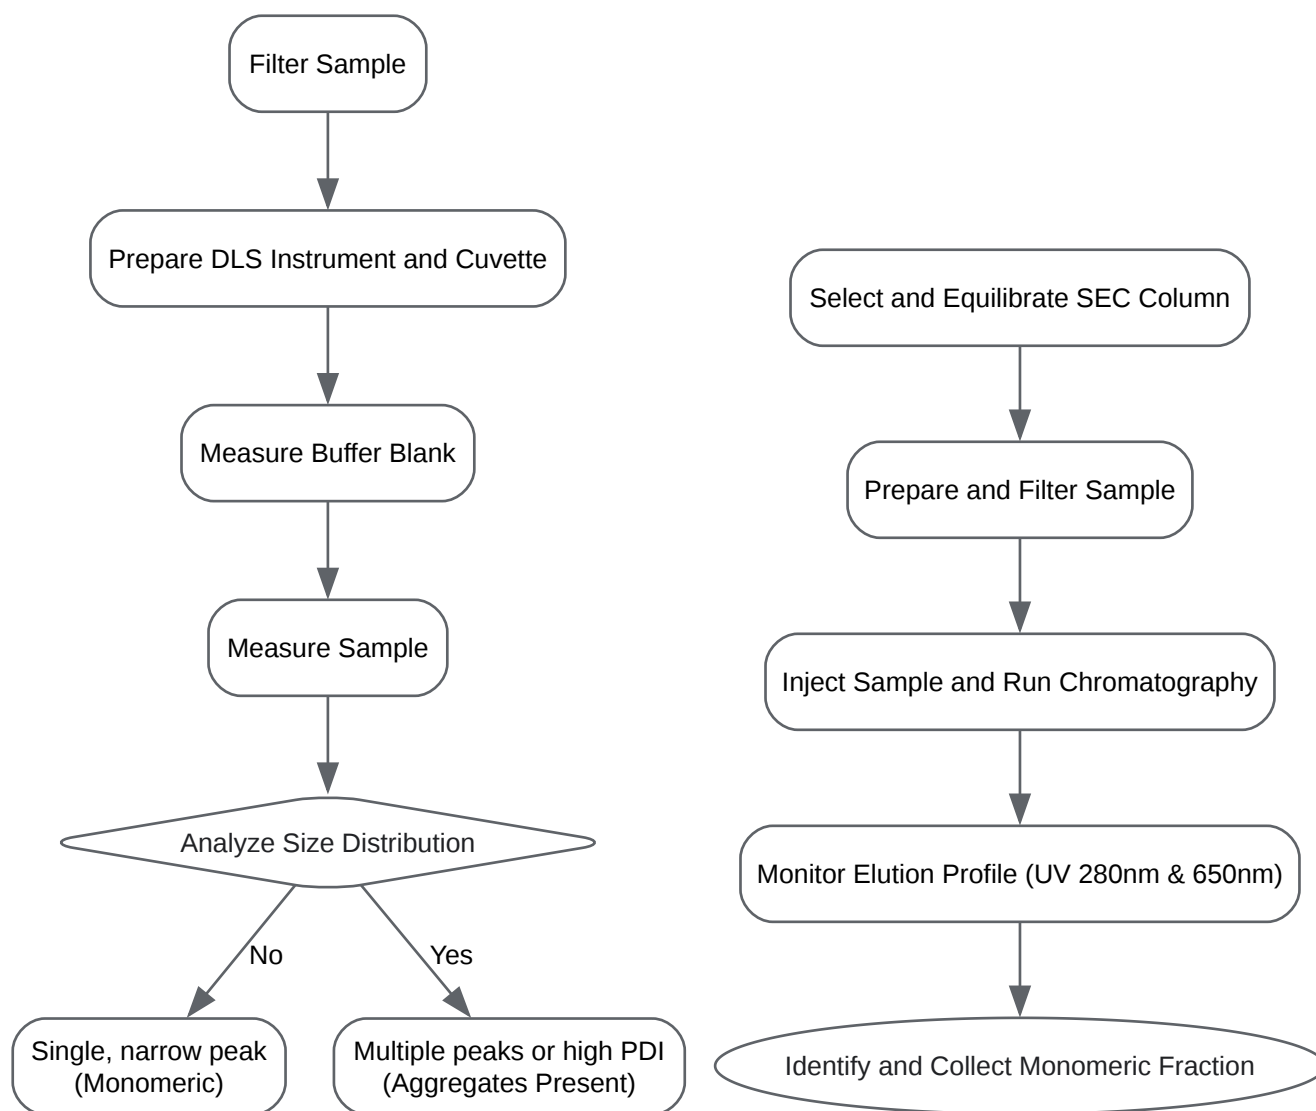 Filter Sample
Prepare DLS Instrument and Cuvette
Measure Buffer Blank
Measure Sample
Analyze Size Distribution
No
Yes
Single, narrow peak
(Monomeric)
Multiple peaks or high PDI
(Aggregates Present)
Select and Equilibrate SEC Column
Prepare and Filter Sample
Inject Sample and Run Chromatography
Monitor Elution Profile (UV 280nm & 650nm)
Identify and Collect Monomeric Fraction